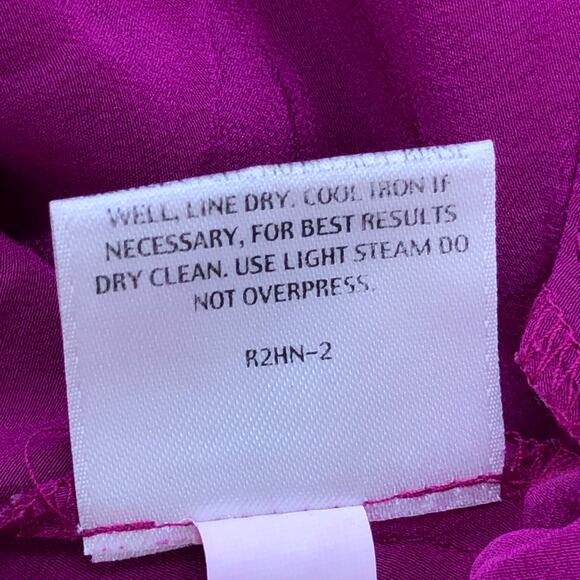 WELL, LINE DRY. COOL IRON IF
NECESSARY, FOR BEST RESULTS
DRY CLEAN. USE LIGHT STEAM DO
NOT OVERPRESS.
R2HN-2